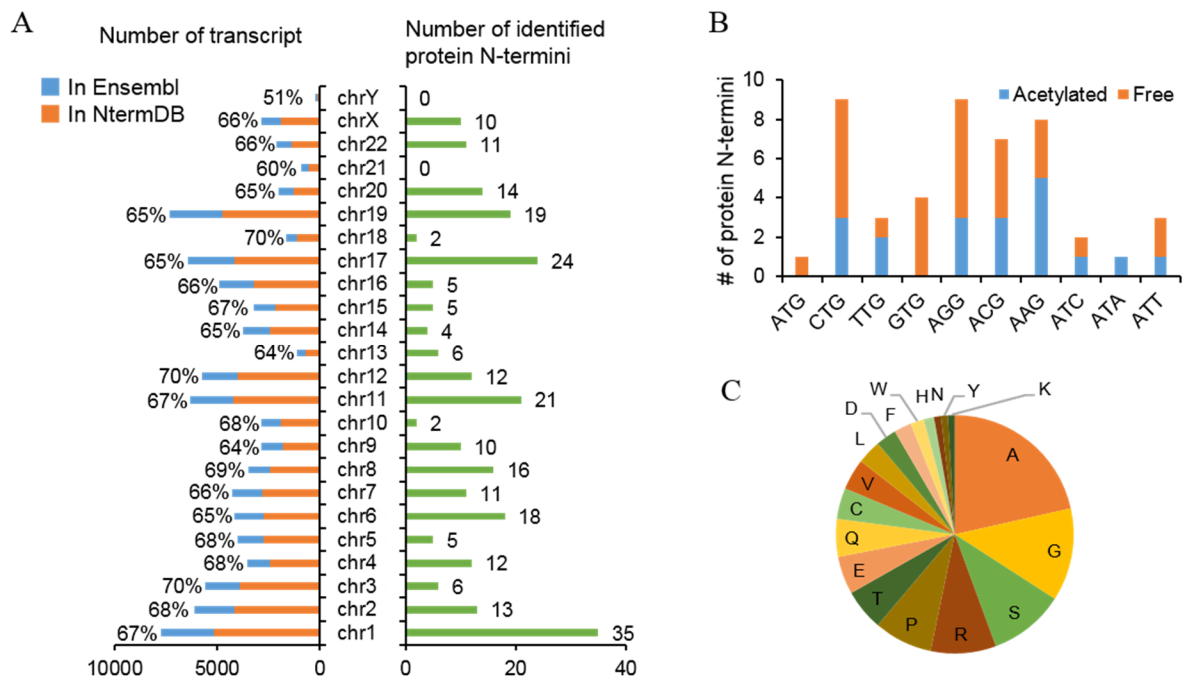 A
Number of transcript
Number of identified
protein N-termini
In Ensembl
In NtermDB
51% chrY 0
66% chrX 10
66% chr22 11
60% chr21 0
65% chr20 14
65% chr19 19
70% chr18 2
65% chr17 24
66% chr16 5
67% chr15 5
65% chr14 4
64% chr13 6
70% chr12 12
67% chr11 21
68% chr10 2
64% chr9 10
69% chr8 16
66% chr7 11
65% chr6 18
68% chr5 5
68% chr4 12
70% chr3 6
68% chr2 13
67% chr1 35
10000 5000 0 0 20 40
B
# of protein N-termini
10
8
6
4
2
0
Acetylated Free
ATG CTG TTG GTG AGG ACG AAG ATC ATA ATT
C
A
G
S
R
P
T
E
Q
C
V
L
D
F
W
H
N
Y
K